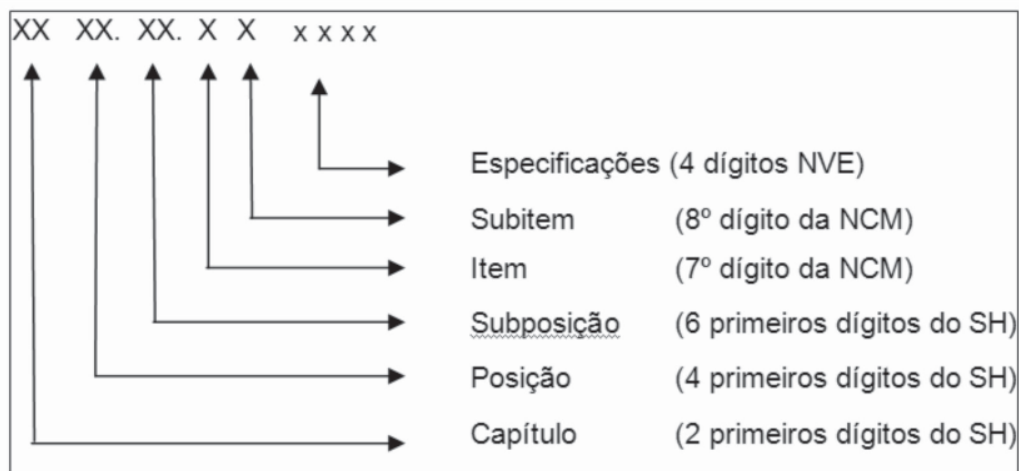 XX XX. XX. X X x x x x
Especificações (4 dígitos NVE)
Subitem (8º dígito da NCM)
Item (7º dígito da NCM)
Subposição (6 primeiros dígitos do SH)
Posição (4 primeiros dígitos do SH)
Capítulo (2 primeiros dígitos do SH)